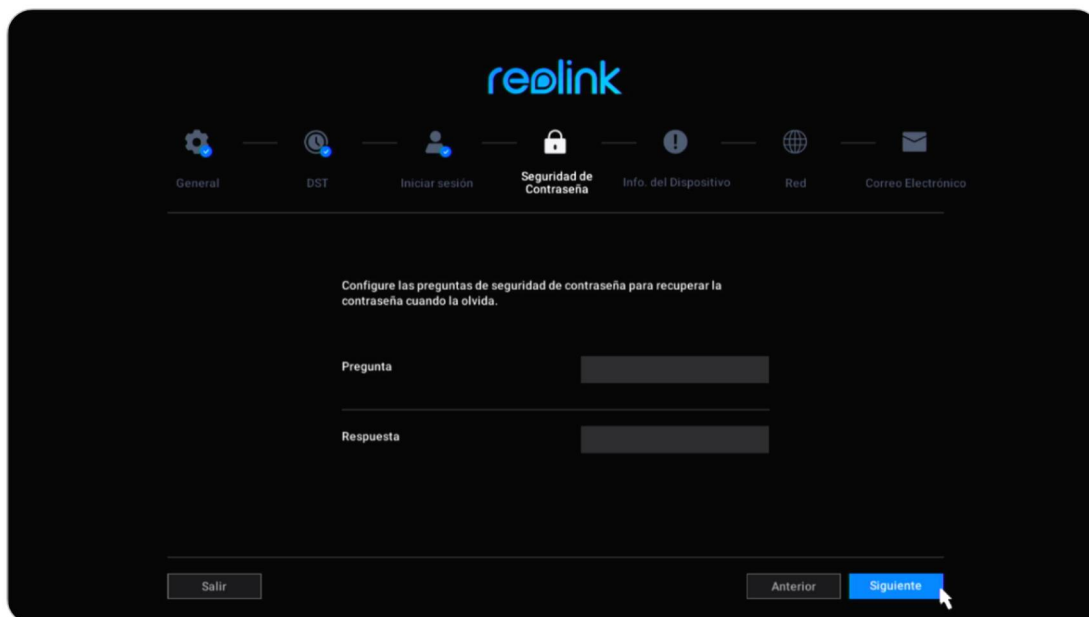 reolink
General
DST
Iniciar sesión
Seguridad de
Contraseña
Info. del Dispositivo
Red
Correo Electrónico
Configure las preguntas de seguridad de contraseña para recuperar la
contraseña cuando la olvida.
Pregunta
Respuesta
Salir
Anterior
Siguiente